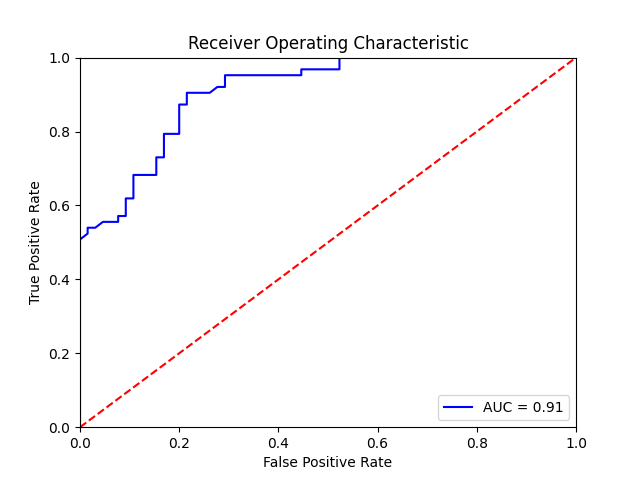 Receiver Operating Characteristic
1.0
0.8
0.6
0.4
0.2
0.0
True Positive Rate
AUC = 0.91
0.0 0.2 0.4 0.6 0.8 1.0
False Positive Rate